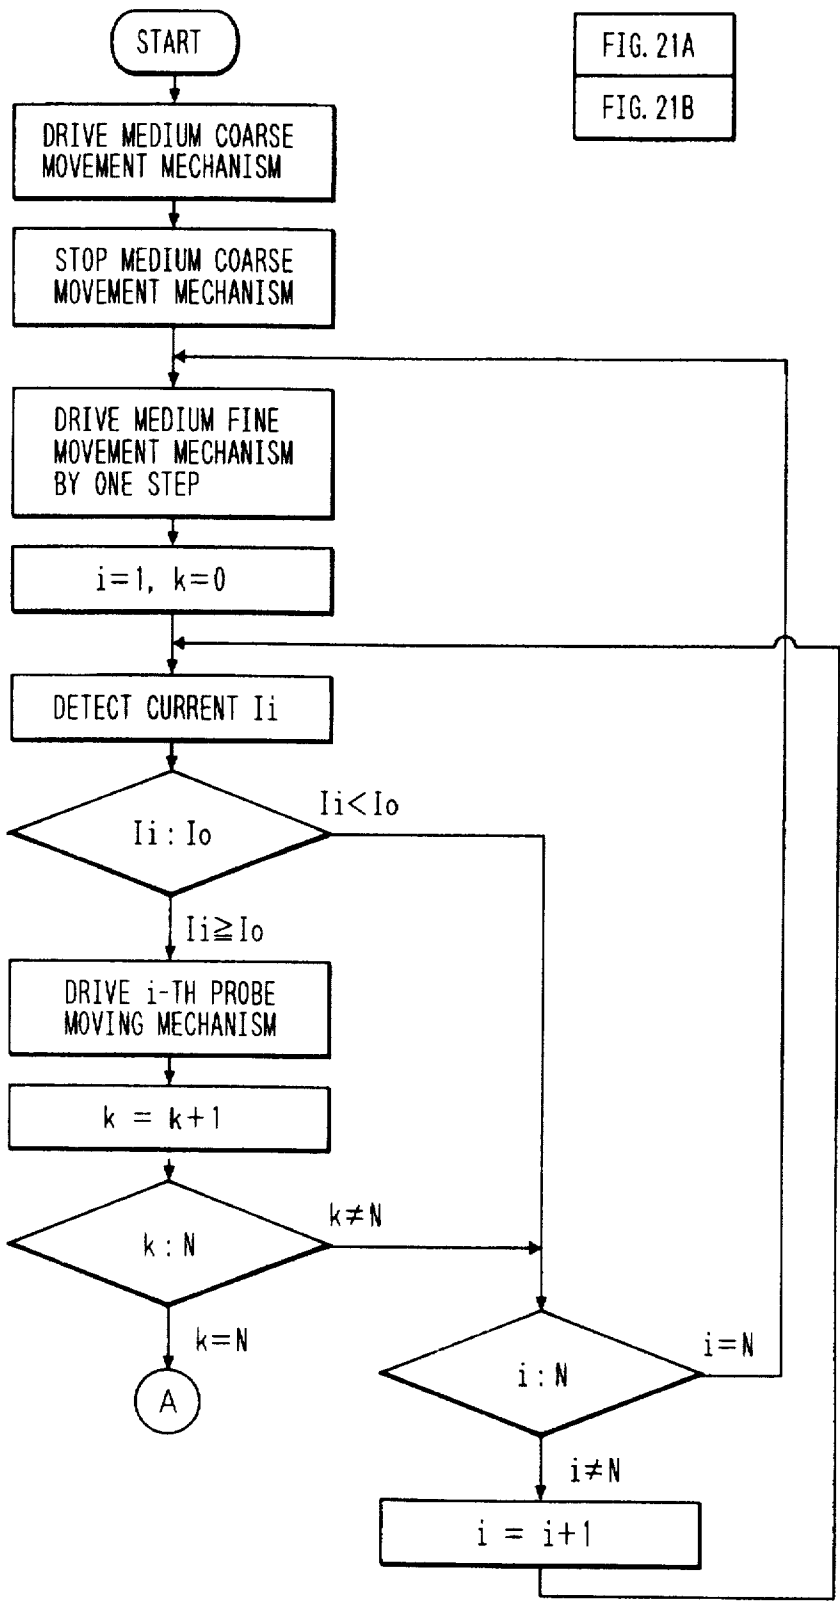 START
FIG. 21A
FIG. 21B
DRIVE MEDIUM COARSE
MOVEMENT MECHANISM
STOP MEDIUM COARSE
MOVEMENT MECHANISM
DRIVE MEDIUM FINE
MOVEMENT MECHANISM
BY ONE STEP
i=1, k=0
DETECT CURRENT Ii
Ii<Io
Ii : Io
Ii≧Io
DRIVE i-TH PROBE
MOVING MECHANISM
k = k+1
k≠N
k : N
k=N
A
i=N
i : N
i≠N
i = i+1